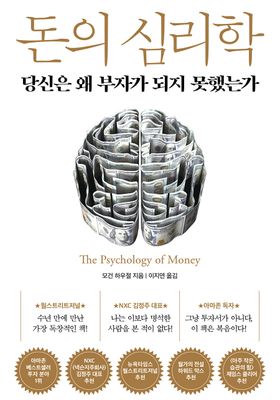 돈의 심리학
당신은 왜 부자가 되지 못했는가
The Psychology of Money
모건 하우절 지음 | 이지연 옮김
★월스트리트저널★
수년 만에 만난
가장 독창적인 책!
★NXC 김정주 대표★
나는 이보다 명석한
사람을 본 적이 없다!
★아마존 독자★
그냥 투자서가 아니다,
이 책은 복음이다!
아마존
베스트셀러
투자 분야
1위
NXC
(넥슨지주회사)
김정주 대표
추천
뉴욕타임스
월스트리트저널
추천
월가의 전설
하워드 막스
추천
《아주 작은
습관의 힘》
제임스 클리어
추천